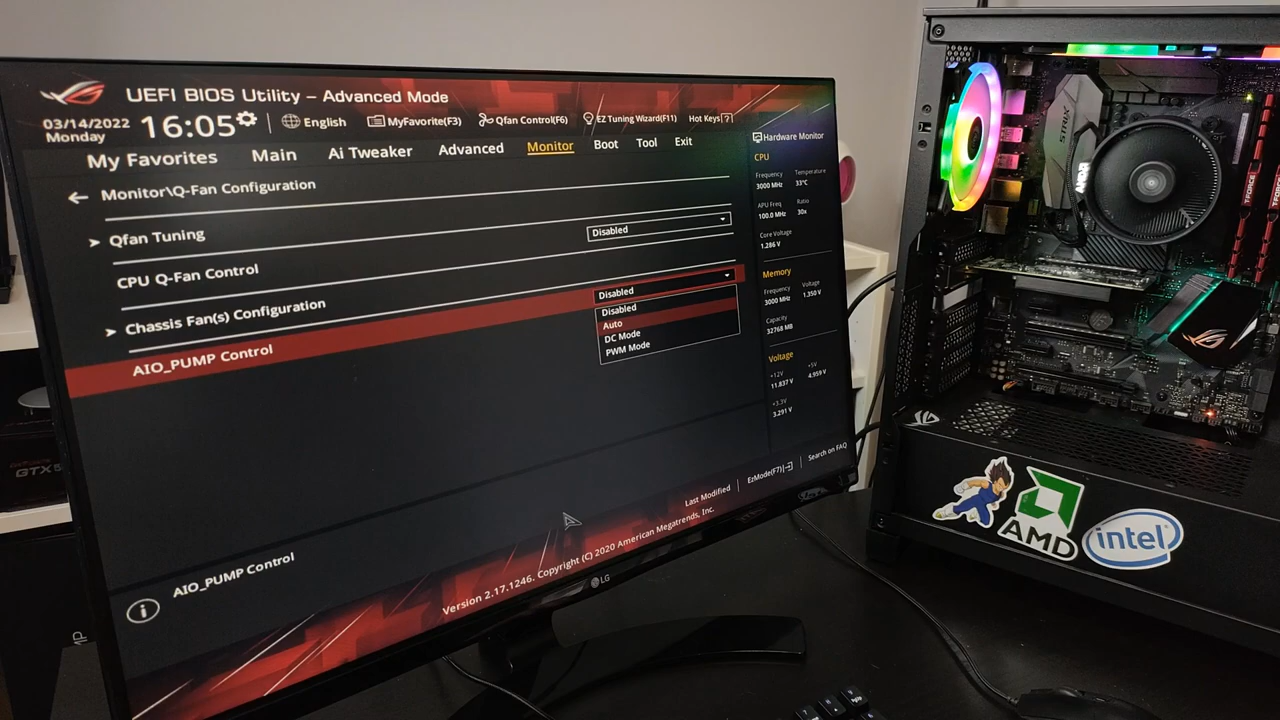 UEFI BIOS Utility – Advanced Mode
03/14/2022
Monday
16:05
English
MyFavorite(F3)
Qfan Control(F6)
EZ Tuning Wizard(F11)
Hot Keys ?
My Favorites
Main
Ai Tweaker
Advanced
Monitor
Boot
Tool
Exit
Monitor\Q-Fan Configuration
Qfan Tuning
CPU Q-Fan Control
Disabled
Chassis Fan(s) Configuration
AIO_PUMP Control
Disabled
Disabled
Auto
DC Mode
PWM Mode
AIO_PUMP Control
Last Modified
EzMode(F7)
Search on FAQ
Version 2.17.1246. Copyright (C) 2020 American Megatrends, Inc.
Hardware Monitor
CPU
Frequency
3000 MHz
Temperature
33°C
APU Freq
100.0 MHz
Ratio
30x
Core Voltage
1.286 V
Memory
Frequency
3000 MHz
Voltage
1.350 V
Capacity
32768 MB
Voltage
+12V
11.837 V
+5V
4.959 V
+3.3V
3.291 V
LG
STRIX
AMD
T-FORCE
AMD
intel